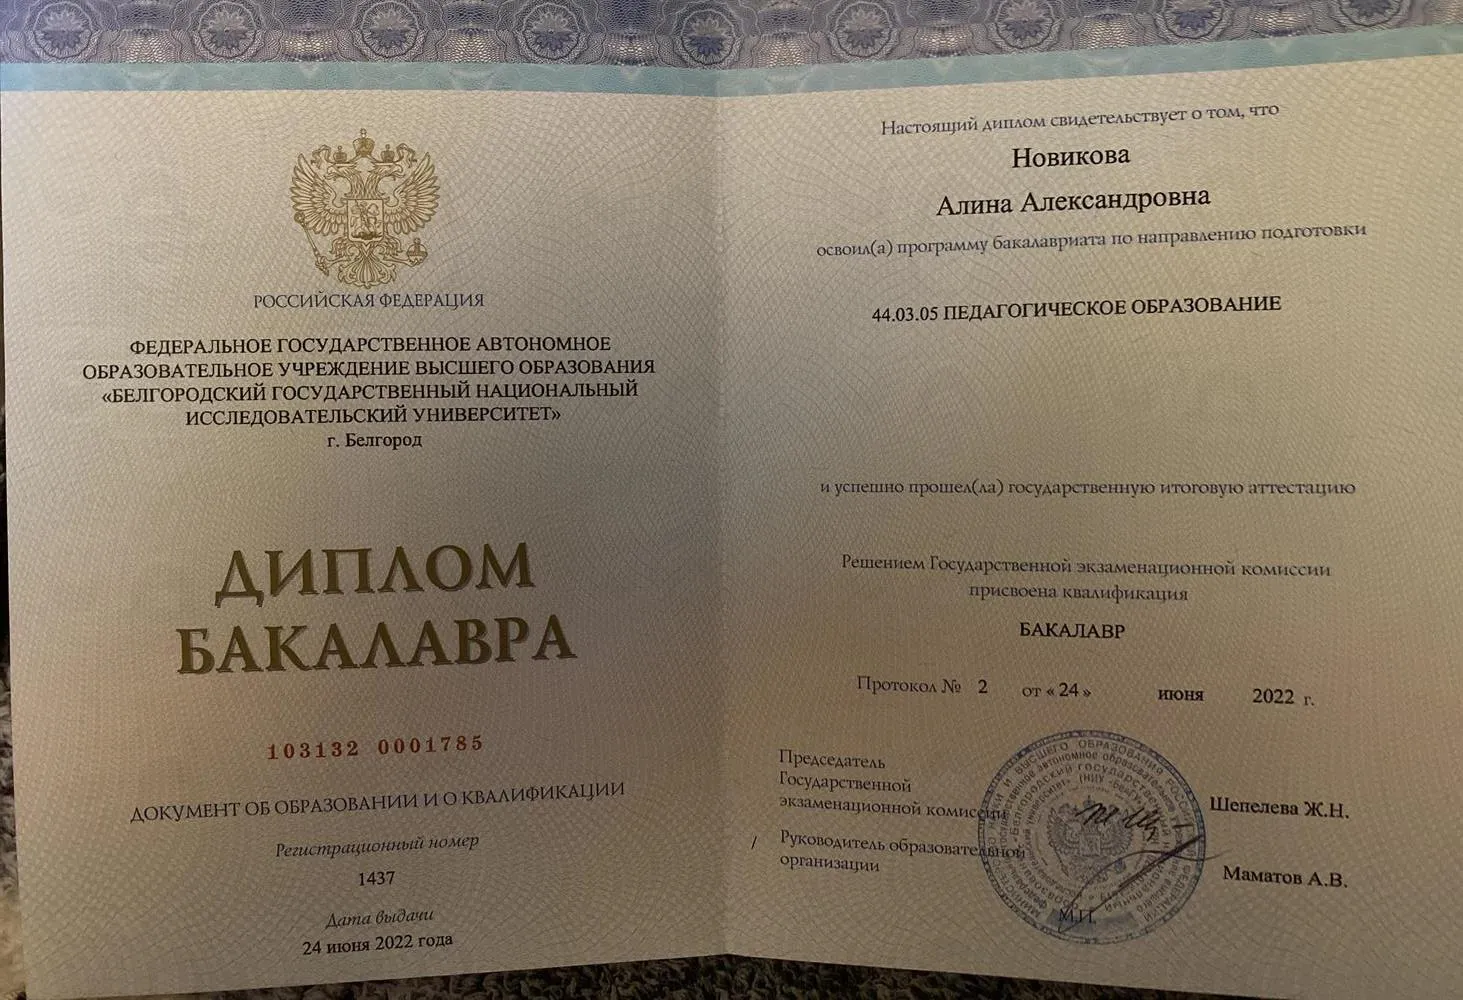 РОССИЙСКАЯ ФЕДЕРАЦИЯ
ФЕДЕРАЛЬНОЕ ГОСУДАРСТВЕННОЕ АВТОНОМНОЕ
ОБРАЗОВАТЕЛЬНОЕ УЧРЕЖДЕНИЕ ВЫСШЕГО ОБРАЗОВАНИЯ
«БЕЛГОРОДСКИЙ ГОСУДАРСТВЕННЫЙ НАЦИОНАЛЬНЫЙ
ИССЛЕДОВАТЕЛЬСКИЙ УНИВЕРСИТЕТ»
г. Белгород
ДИПЛОМ
БАКАЛАВРА
103132 0001785
ДОКУМЕНТ ОБ ОБРАЗОВАНИИ И О КВАЛИФИКАЦИИ
Регистрационный номер
1437
Дата выдачи
24 июня 2022 года
Настоящий диплом свидетельствует о том, что
Новикова
Алина Александровна
освоил(а) программу бакалавриата по направлению подготовки
44.03.05 ПЕДАГОГИЧЕСКОЕ ОБРАЗОВАНИЕ
и успешно прошел(ла) государственную итоговую аттестацию
Решением Государственной экзаменационной комиссии
присвоена квалификация
БАКАЛАВР
Протокол № 2 от « 24 » июня 2022 г.
Председатель
Государственной
экзаменационной комиссии
Шепелева Ж.Н.
/ Руководитель образовательной
организации
Маматов А.В.
М.П.